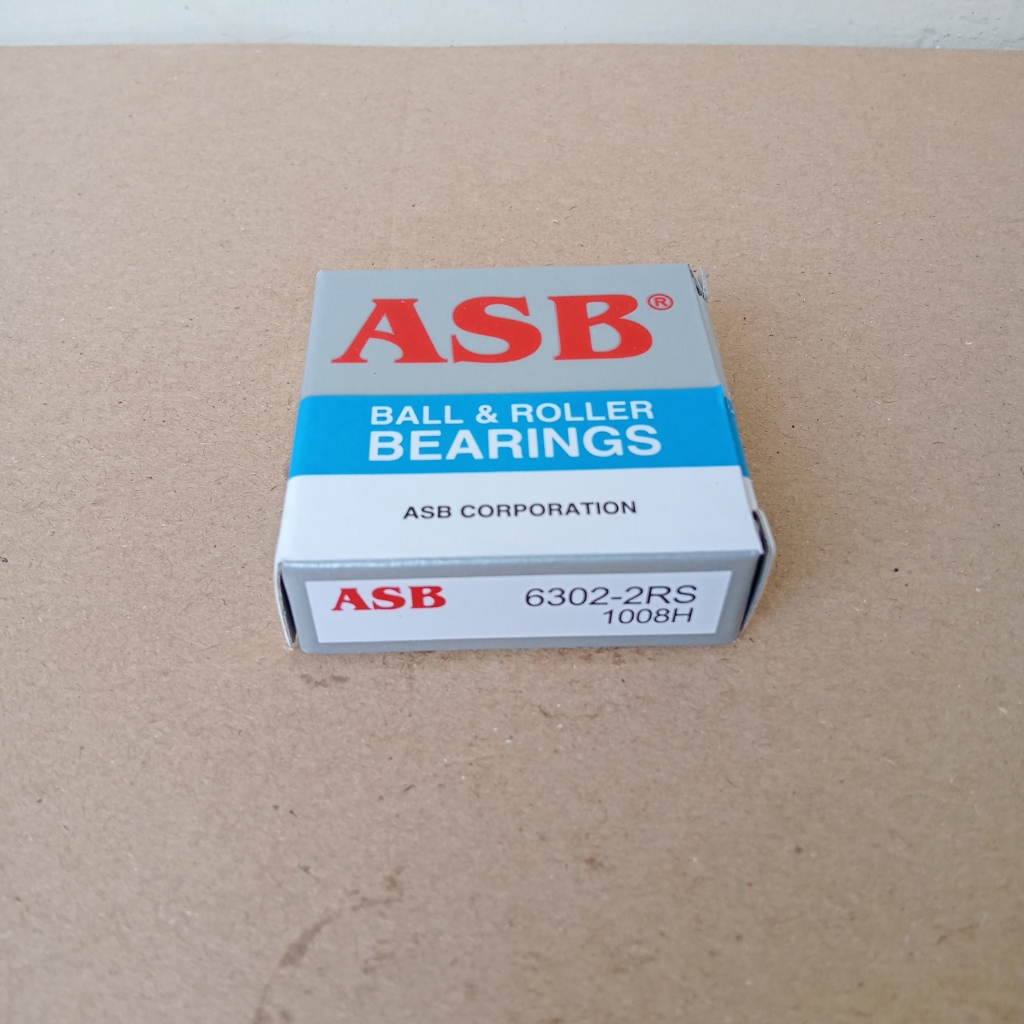 ASB®
BALL & ROLLER
BEARINGS
ASB CORPORATION
ASB 6302-2RS
1008H